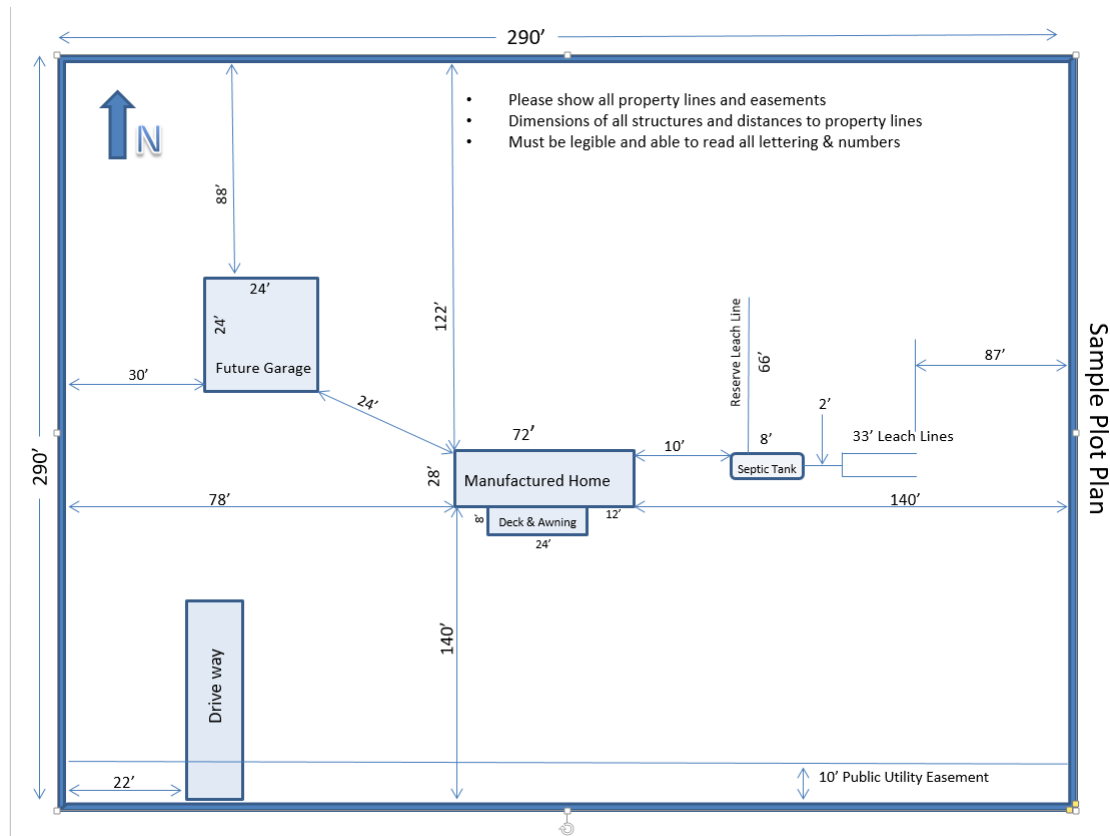 290’
N
• Please show all property lines and easements
• Dimensions of all structures and distances to property lines
• Must be legible and able to read all lettering & numbers
88’
24’
24’
Future Garage
30’
24’
122’
290’
Reserve Leach Line
66’
87’
2’
33’ Leach Lines
72’
10’
8’
Septic Tank
28’
Manufactured Home
78’
140’
8’
Deck & Awning
12’
24’
140’
Drive way
22’
10’ Public Utility Easement
Sample Plot Plan